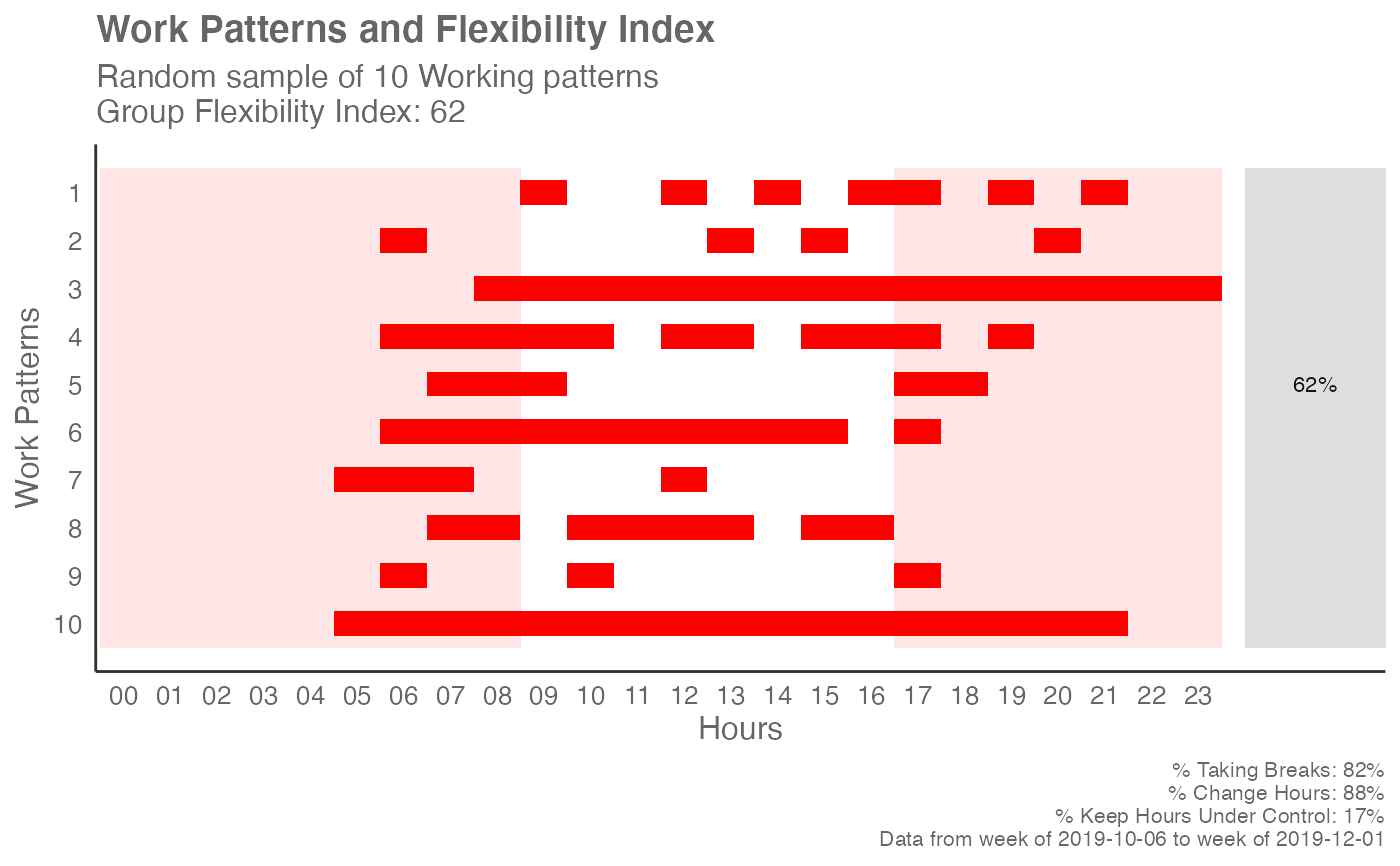 Work Patterns and Flexibility Index
Random sample of 10 Working patterns
Group Flexibility Index: 62
Work Patterns
1
2
3
4
5
6
7
8
9
10
62%
00 01 02 03 04 05 06 07 08 09 10 11 12 13 14 15 16 17 18 19 20 21 22 23
Hours
% Taking Breaks: 82%
% Change Hours: 88%
% Keep Hours Under Control: 17%
Data from week of 2019-10-06 to week of 2019-12-01